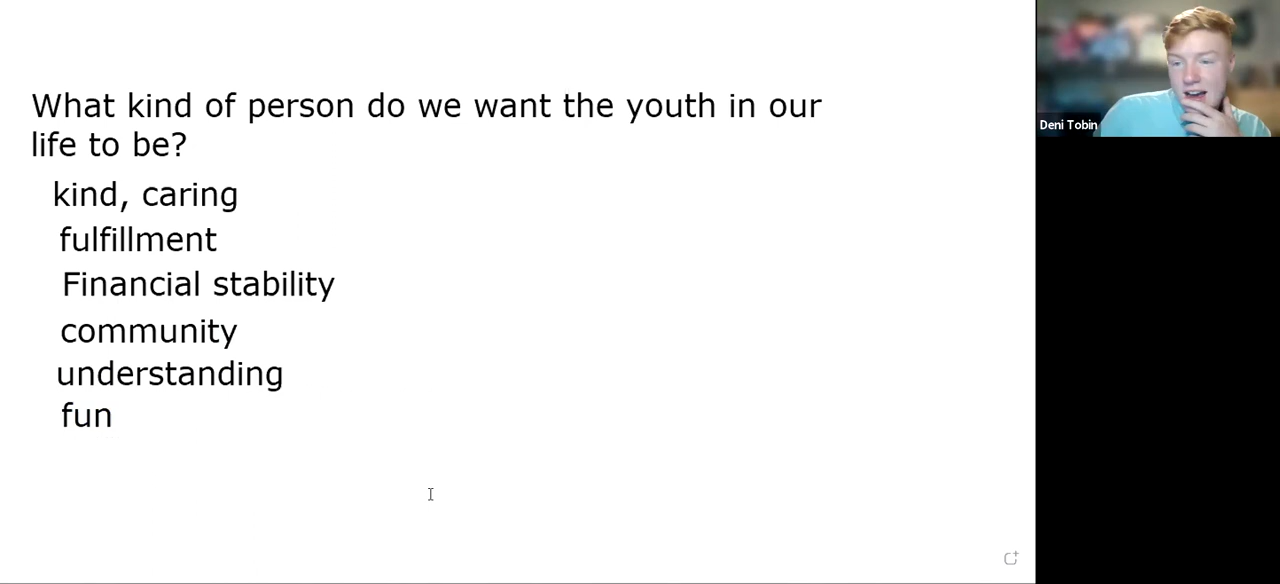 What kind of person do we want the youth in our
life to be?
kind, caring
fulfillment
Financial stability
community
understanding
fun
Deni Tobin